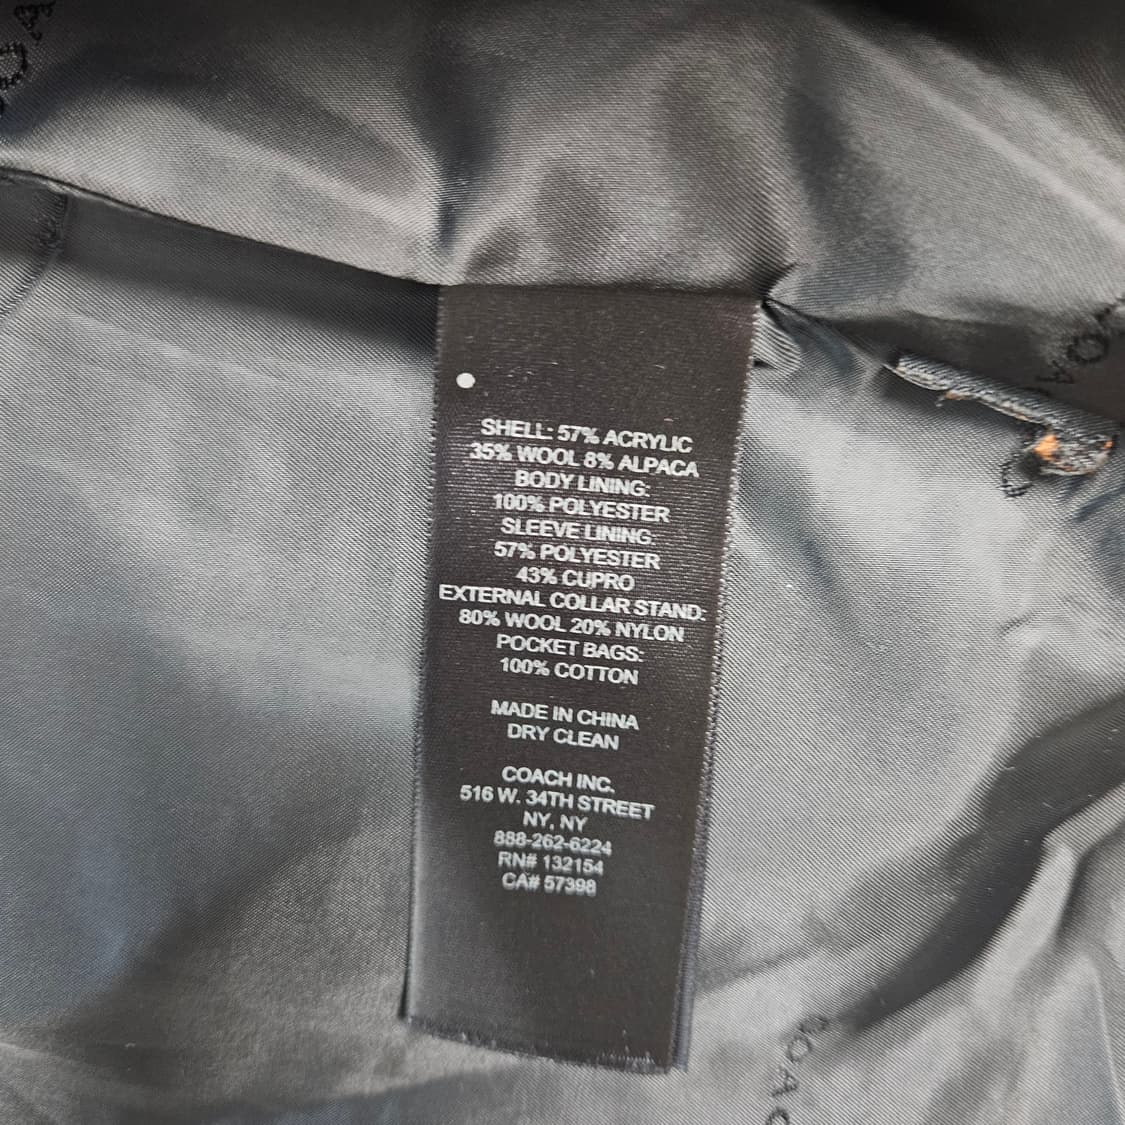 SHELL: 57% ACRYLIC
35% WOOL 8% ALPACA
BODY LINING:
100% POLYESTER
SLEEVE LINING:
57% POLYESTER
43% CUPRO
EXTERNAL COLLAR STAND:
80% WOOL 20% NYLON
POCKET BAGS:
100% COTTON
MADE IN CHINA
DRY CLEAN
COACH INC.
516 W. 34TH STREET
NY, NY
888-262-6224
RN# 132154
CA# 57398